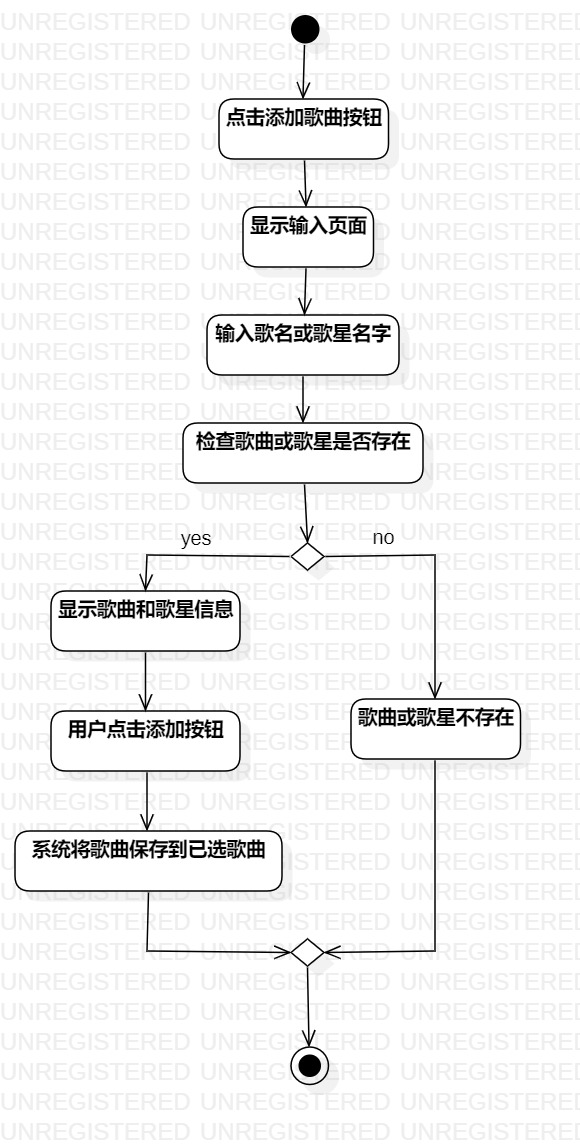 点击添加歌曲按钮
显示输入页面
输入歌名或歌星名字
检查歌曲或歌星是否存在
yes
no
显示歌曲和歌星信息
歌曲或歌星不存在
用户点击添加按钮
系统将歌曲保存到已选歌曲
UNREGISTERED